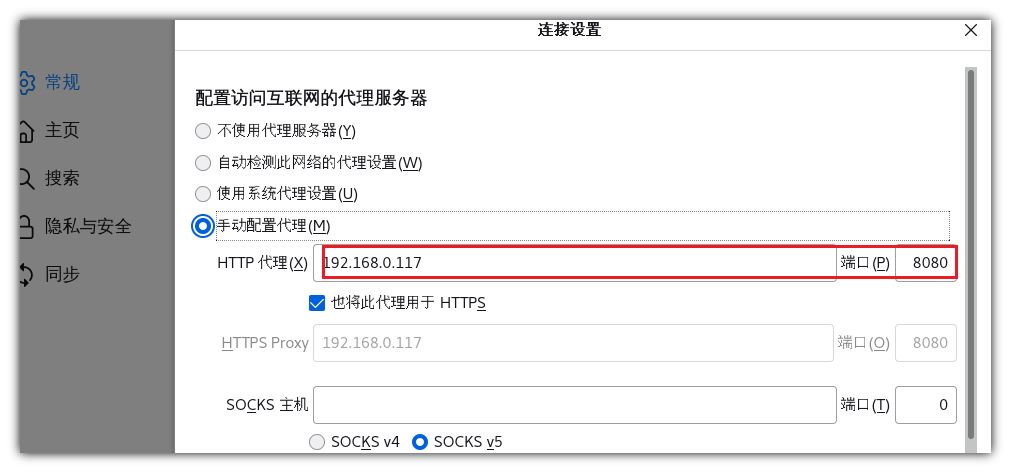 连接设置
常规
主页
搜索
隐私与安全
同步
配置访问互联网的代理服务器
不使用代理服务器(Y)
自动检测此网络的代理设置(W)
使用系统代理设置(U)
手动配置代理(M)
HTTP 代理(X) 192.168.0.117 端口(P) 8080
也将此代理用于 HTTPS
HTTPS Proxy 192.168.0.117 端口(O) 8080
SOCKS 主机 端口(T) 0
SOCKS v4 SOCKS v5